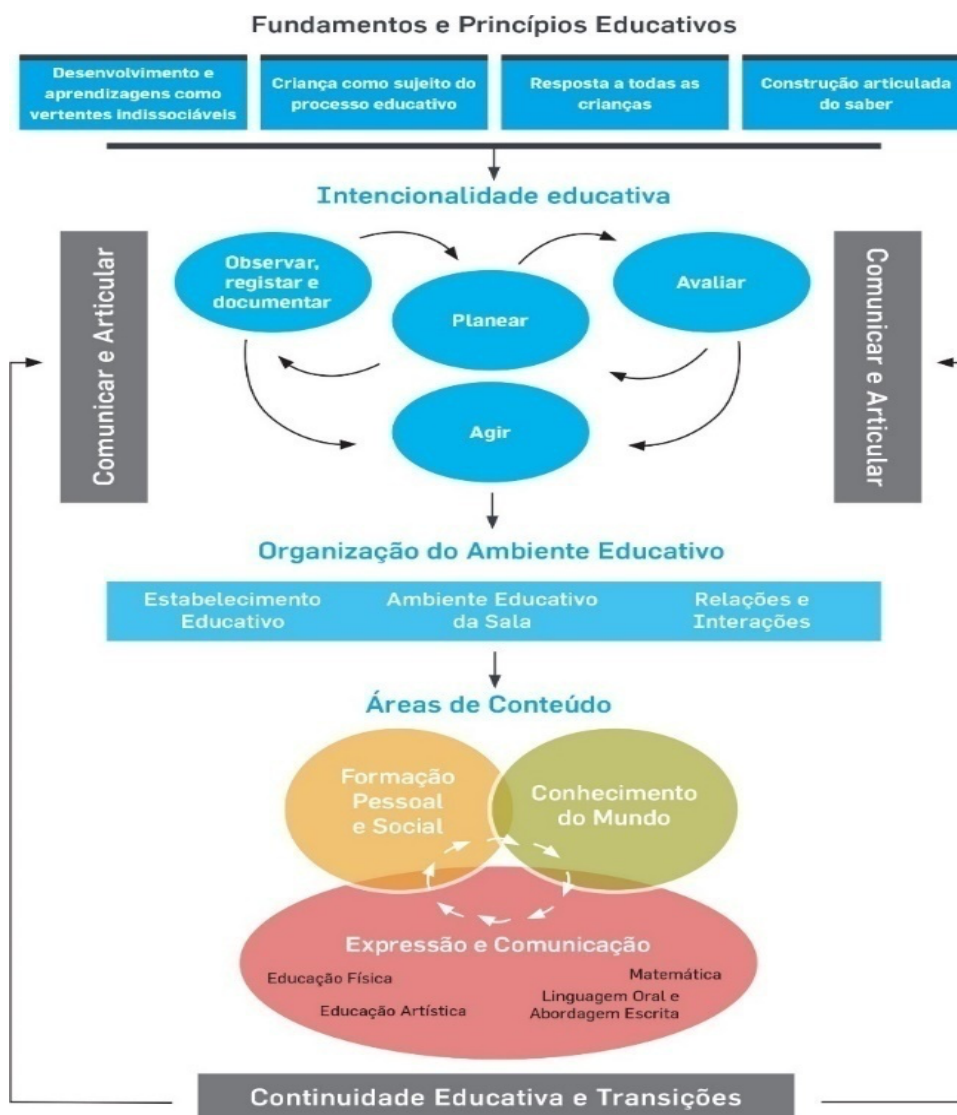 Fundamentos e Princípios Educativos
Desenvolvimento e
aprendizagens como
vertentes indissociáveis
Criança como sujeito do
processo educativo
Resposta a todas as
crianças
Construção articulada
do saber
Intencionalidade educativa
Comunicar e Articular
Observar,
registar e
documentar
Planear
Avaliar
Agir
Comunicar e Articular
Organização do Ambiente Educativo
Estabelecimento
Educativo
Ambiente Educativo
da Sala
Relações e
Interações
Áreas de Conteúdo
Formação
Pessoal
e Social
Conhecimento
do Mundo
Expressão e Comunicação
Educação Física
Educação Artística
Matemática
Linguagem Oral e
Abordagem Escrita
Continuidade Educativa e Transições